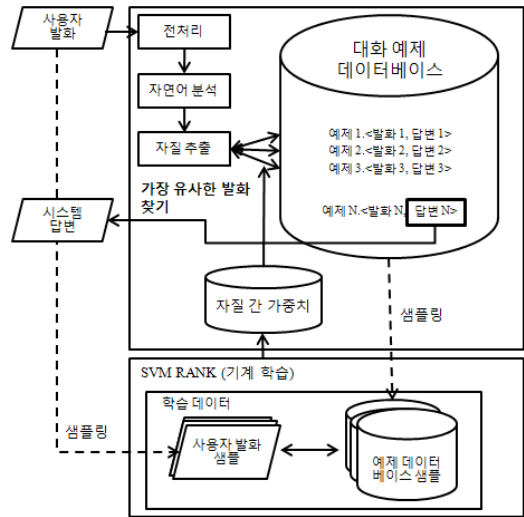 사용자
발화
전처리
자연어 분석
자질 추출
대화 예제
데이터베이스
예제 1.<발화 1, 답변 1>
예제 2.<발화 2, 답변 2>
예제 3.<발화 3, 답변 3>
예제 N.<발화 N, 답변 N>
가장 유사한 발화
찾기
시스템
답변
자질 간 가중치
샘플링
SVM RANK (기계 학습)
학습 데이터
샘플링
사용자 발화
샘플
예제 데이터
베이스 샘플